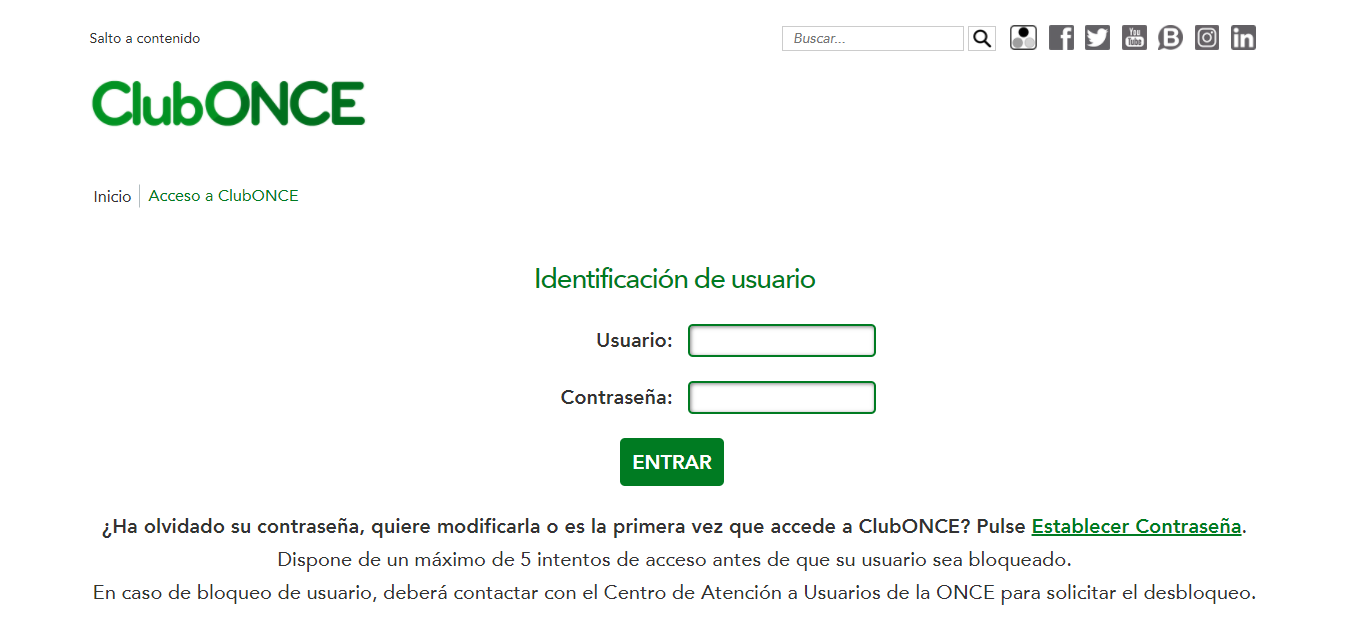 Salto a contenido
Buscar...
f
You Tube
B
in
ClubONCE
Inicio
Acceso a ClubONCE
Identificación de usuario
Usuario:
Contraseña:
ENTRAR
¿Ha olvidado su contraseña, quiere modificarla o es la primera vez que accede a ClubONCE? Pulse Establecer Contraseña.
Dispone de un máximo de 5 intentos de acceso antes de que su usuario sea bloqueado.
En caso de bloqueo de usuario, deberá contactar con el Centro de Atención a Usuarios de la ONCE para solicitar el desbloqueo.